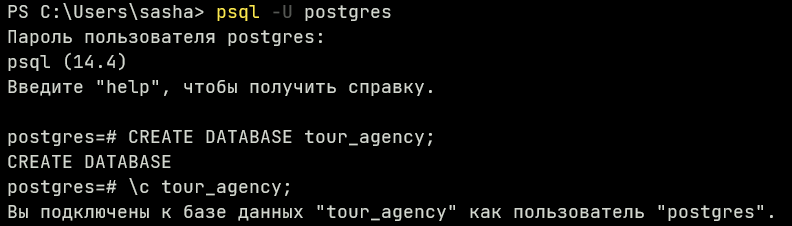 PS C:\Users\sasha> psql -U postgres
Пароль пользователя postgres:
psql (14.4)
Введите "help", чтобы получить справку.
postgres=# CREATE DATABASE tour_agency;
CREATE DATABASE
postgres=# \c tour_agency;
Вы подключены к базе данных "tour_agency" как пользователь "postgres".